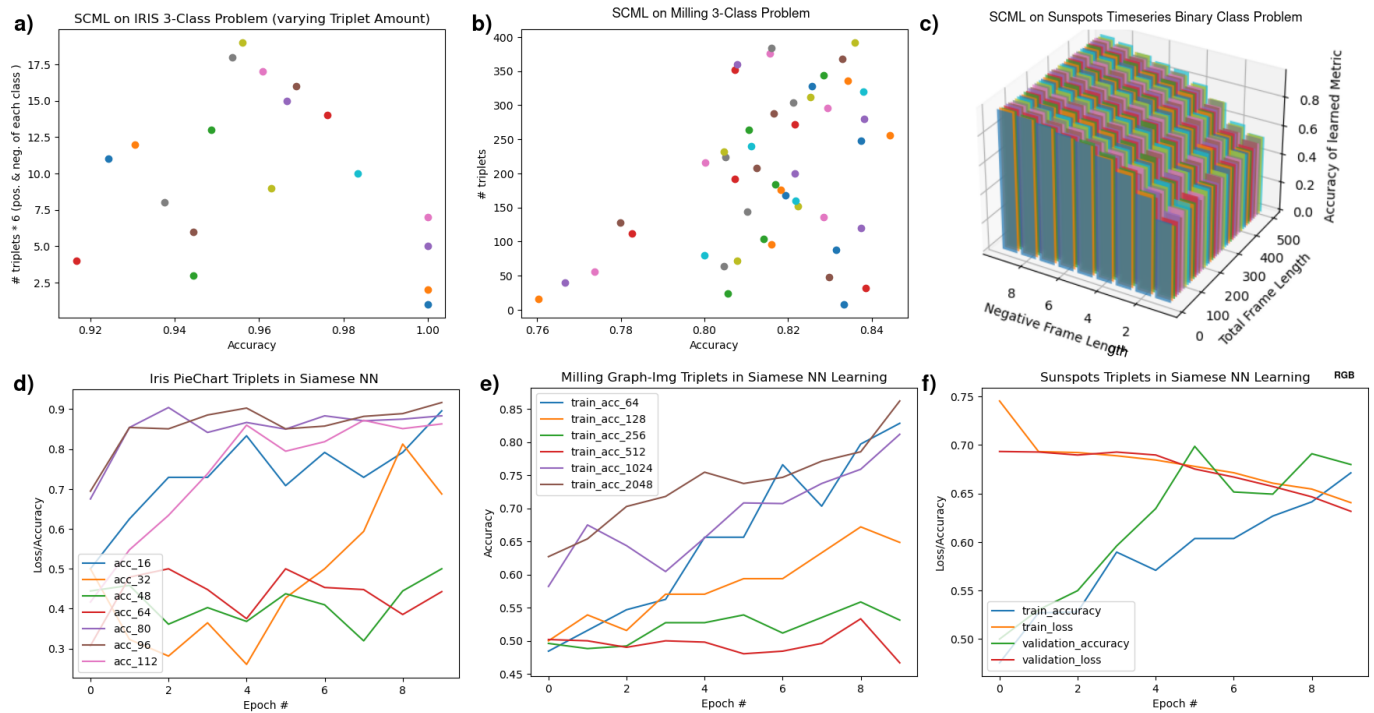 a)
SCML on IRIS 3-Class Problem (varying Triplet Amount)
# triplets * 6 (pos. & neg. of each class )
17.5
15.0
12.5
10.0
7.5
5.0
2.5
0.92
0.94
0.96
0.98
1.00
Accuracy
b)
SCML on Milling 3-Class Problem
# triplets
400
350
300
250
200
150
100
50
0
0.76
0.78
0.80
0.82
0.84
Accuracy
c)
SCML on Sunspots Timeseries Binary Class Problem
0.8
0.6
0.4
0.2
0.0
Accuracy of learned Metric
500
400
300
200
100
0
Total Frame Length
8
6
4
2
Negative Frame Length
d)
Iris PieChart Triplets in Siamese NN
Loss/Accuracy
0.9
0.8
0.7
0.6
0.5
0.4
0.3
acc_16
acc_32
acc_48
acc_64
acc_80
acc_96
acc_112
0
2
4
6
8
Epoch #
e)
Milling Graph-Img Triplets in Siamese NN Learning
Accuracy
0.85
0.80
0.75
0.70
0.65
0.60
0.55
0.50
0.45
train_acc_64
train_acc_128
train_acc_256
train_acc_512
train_acc_1024
train_acc_2048
0
2
4
6
8
Epoch #
f)
Sunspots Triplets in Siamese NN Learning
RGB
Loss/Accuracy
0.75
0.70
0.65
0.60
0.55
0.50
train_accuracy
train_loss
validation_accuracy
validation_loss
0
2
4
6
8
Epoch #